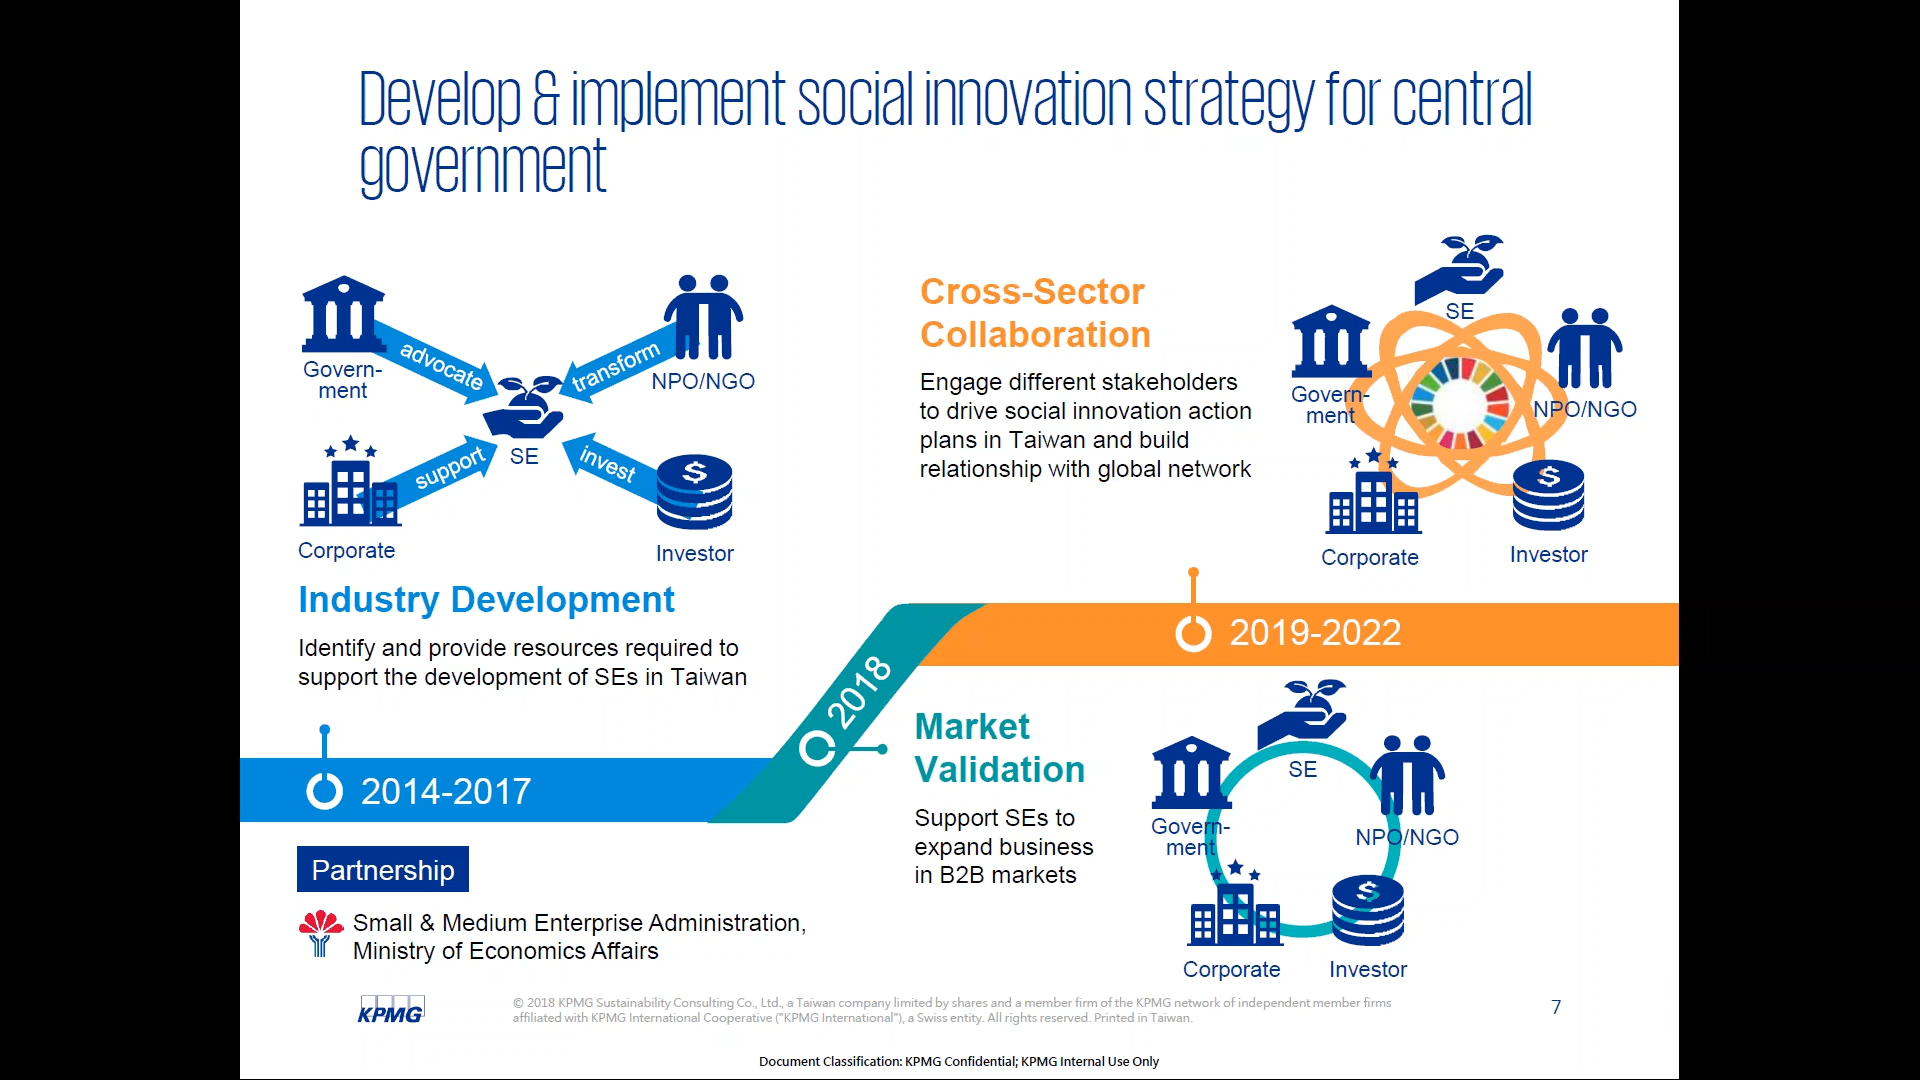 Develop & implement social innovation strategy for central
government
Govern-
ment
advocate
transform
NPO/NGO
SE
support
invest
Corporate
Investor
Industry Development
Identify and provide resources required to
support the development of SEs in Taiwan
2014-2017
2018
Cross-Sector
Collaboration
Engage different stakeholders
to drive social innovation action
plans in Taiwan and build
relationship with global network
SE
Govern-
ment
NPO/NGO
$
Corporate
Investor
2019-2022
Market
Validation
Support SEs to
expand business
in B2B markets
SE
Govern-
ment
NPO/NGO
$
Corporate
Investor
Partnership
Small & Medium Enterprise Administration,
Ministry of Economics Affairs
KPMG
© 2018 KPMG Sustainability Consulting Co., Ltd., a Taiwan company limited by shares and a member firm of the KPMG network of independent member firms
affiliated with KPMG International Cooperative ("KPMG International"), a Swiss entity. All rights reserved. Printed in Taiwan.
7
Document Classification: KPMG Confidential; KPMG Internal Use Only